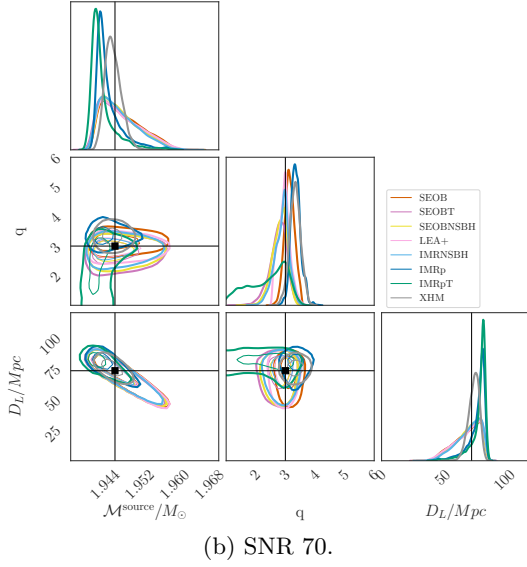 6
5
q
4
3
2
SEOB
SEOBT
SEOBNSBH
LEA+
IMRNSBH
IMRp
IMRpT
XHM
D_L/Mpc
100
75
50
25
1.944
1.952
1.960
1.968
2
3
4
5
6
0
50
100
M^source/M_⊙
q
D_L/Mpc
(b) SNR 70.